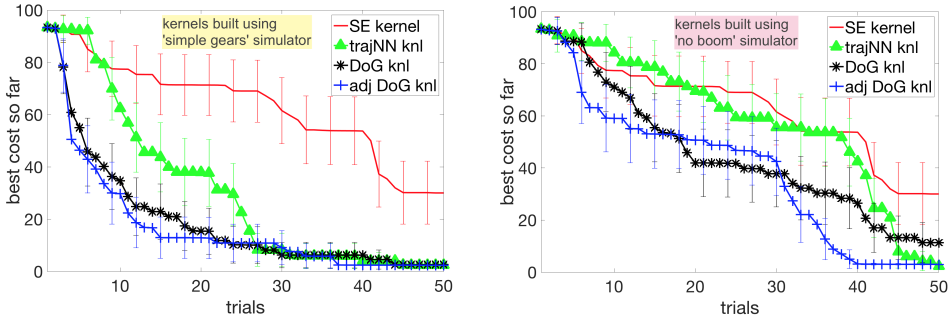 kernels built using
'simple gears' simulator
SE kernel
trajNN knl
DoG knl
adj DoG knl
best cost so far
100
80
60
40
20
0
10
20
30
40
50
trials
kernels built using
'no boom' simulator
SE kernel
trajNN knl
DoG knl
adj DoG knl
best cost so far
100
80
60
40
20
0
10
20
30
40
50
trials